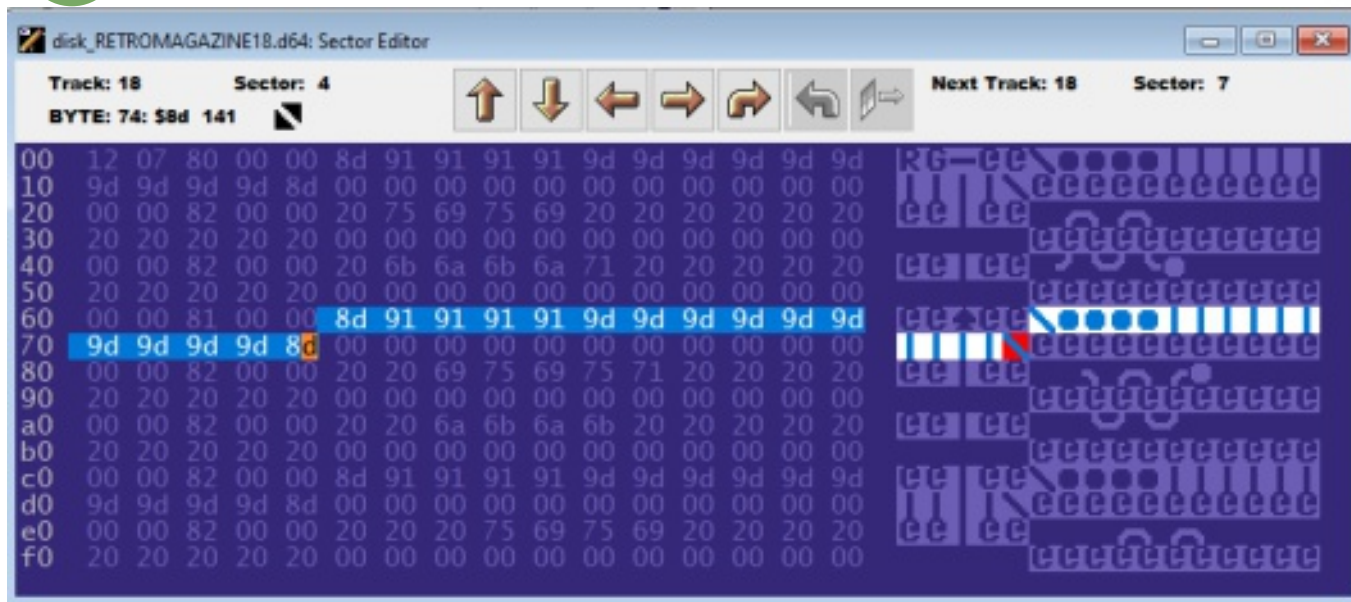 disk_RETROMAGAZINE18.d64: Sector Editor
Track: 18 Sector: 4
BYTE: 74: $8d 141
Next Track: 18 Sector: 7
00 12 07 80 00 00 8d 91 91 91 91 9d 9d 9d 9d 9d 9d
10 9d 9d 9d 9d 8d 00 00 00 00 00 00 00 00 00 00 00
20 00 00 82 00 00 20 75 69 75 69 20 20 20 20 20 20
30 20 20 20 20 20 00 00 00 00 00 00 00 00 00 00 00
40 00 00 82 00 00 20 6b 6a 6b 6a 71 20 20 20 20 20
50 20 20 20 20 20 00 00 00 00 00 00 00 00 00 00 00
60 00 00 81 00 00 8d 91 91 91 91 9d 9d 9d 9d 9d 9d
70 9d 9d 9d 9d 8d 00 00 00 00 00 00 00 00 00 00 00
80 00 00 82 00 00 20 20 69 75 69 75 71 20 20 20 20
90 20 20 20 20 20 00 00 00 00 00 00 00 00 00 00 00
a0 00 00 82 00 00 20 20 6a 6b 6a 6b 20 20 20 20 20
b0 20 20 20 20 20 00 00 00 00 00 00 00 00 00 00 00
c0 00 00 82 00 00 8d 91 91 91 91 9d 9d 9d 9d 9d 9d
d0 9d 9d 9d 9d 8d 00 00 00 00 00 00 00 00 00 00 00
e0 00 00 82 00 00 20 20 20 75 69 75 69 20 20 20 20
f0 20 20 20 20 20 00 00 00 00 00 00 00 00 00 00 00